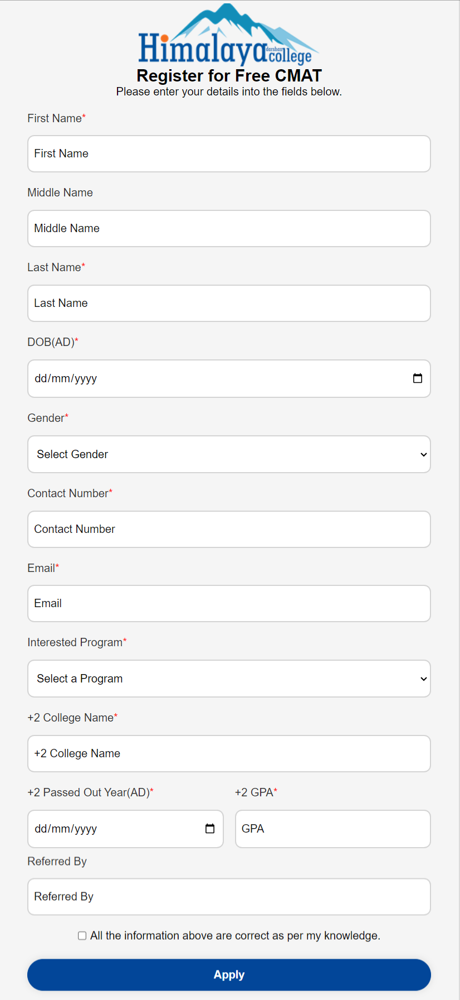 Himalaya
darshan
college
Register for Free CMAT
Please enter your details into the fields below.
First Name*
First Name
Middle Name
Middle Name
Last Name*
Last Name
DOB(AD)*
dd/mm/yyyy
Gender*
Select Gender
Contact Number*
Contact Number
Email*
Email
Interested Program*
Select a Program
+2 College Name*
+2 College Name
+2 Passed Out Year(AD)* +2 GPA*
dd/mm/yyyy GPA
Referred By
Referred By
All the information above are correct as per my knowledge.
Apply